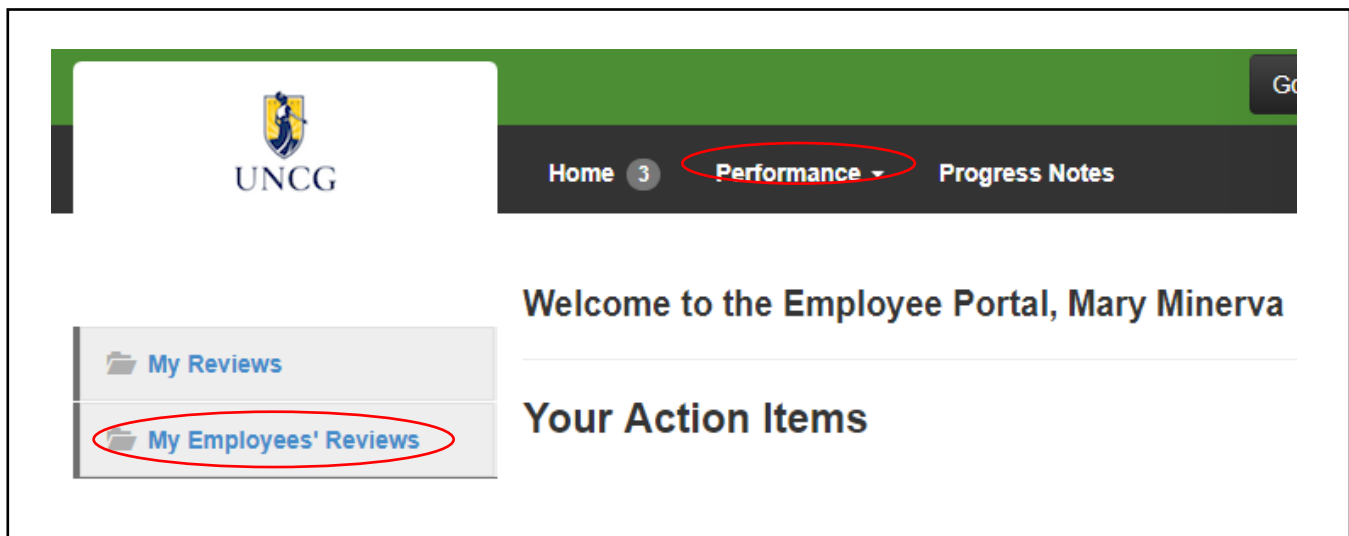 Go
UNCG
Home 3 Performance Progress Notes
Welcome to the Employee Portal, Mary Minerva
My Reviews
My Employees' Reviews
Your Action Items